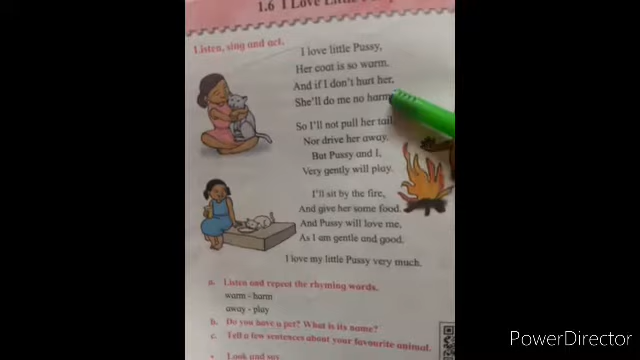 1.6 I Love Little
Listen, sing and act.
I love little Pussy,
Her coat is so warm.
And if I don't hurt her,
She'll do me no harm
So I'll not pull her tail
Nor drive her away.
But Pussy and I,
Very gently will play.
I'll sit by the fire,
And give her some food.
And Pussy will love me,
As I am gentle and good.
I love my little Pussy very much.
a. Listen and repeat the rhyming words.
warm - harm
away - play
b. Do you have a pet? What is its name?
c. Tell a few sentences about your favourite animal.
• Look and say
PowerDirector